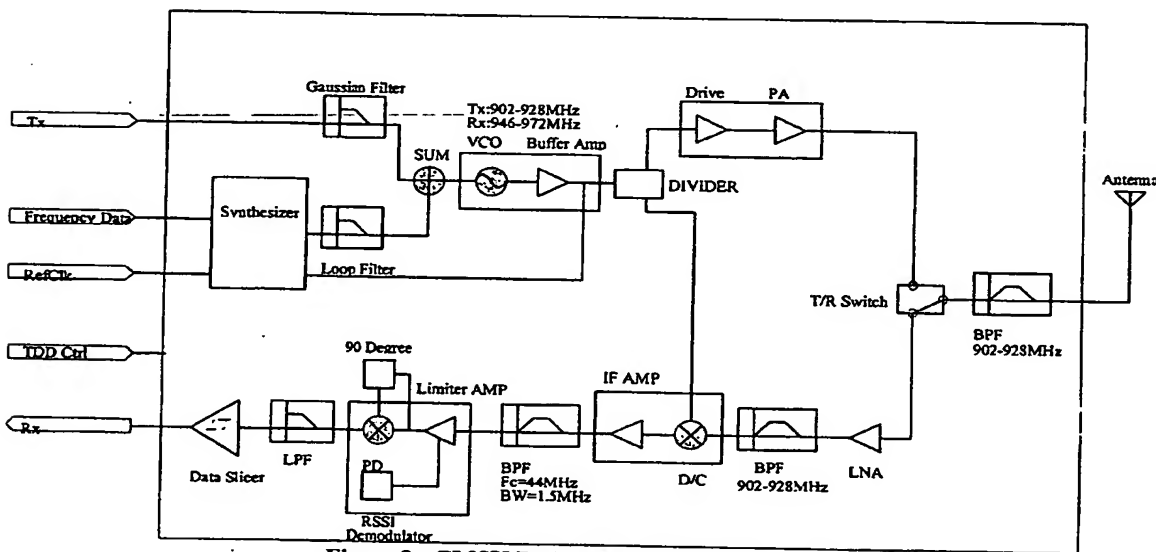 Gaussian Filter
Tx
Tx:902-928MHz
Rx:946-972MHz
VCO
Buffer Amp
SUM
Drive
PA
DIVIDER
Antenna
Frequency Data
Synthesizer
RefClk
Loop Filter
T/R Switch
BPF
902-928MHz
TDD Ctrl
90 Degree
Limiter AMP
IF AMP
Rx
Data Slicer
LPF
PD
RSSI
Demodulator
BPF
Fc=44MHz
BW=1.5MHz
D/C
BPF
902-928MHz
LNA